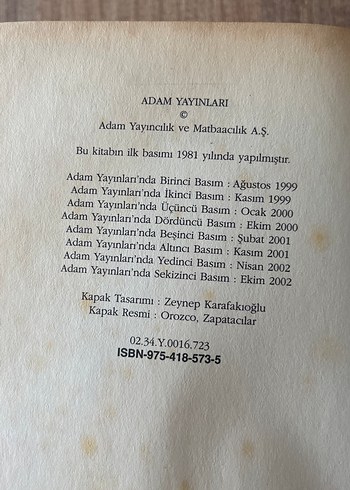 ADAM YAYINLARI
©
Adam Yayıncılık ve Matbaacılık A.Ş.
Bu kitabın ilk basımı 1981 yılında yapılmıştır.
Adam Yayınları'nda Birinci Basım : Ağustos 1999
Adam Yayınları'nda İkinci Basım : Kasım 1999
Adam Yayınları'nda Üçüncü Basım : Ocak 2000
Adam Yayınları'nda Dördüncü Basım : Ekim 2000
Adam Yayınları'nda Beşinci Basım : Şubat 2001
Adam Yayınları'nda Altıncı Basım : Kasım 2001
Adam Yayınları'nda Yedinci Basım : Nisan 2002
Adam Yayınları'nda Sekizinci Basım : Ekim 2002
Kapak Tasarımı : Zeynep Karafakıoğlu
Kapak Resmi : Orozco, Zapatacılar
02.34.Y.0016.723
ISBN-975-418-573-5